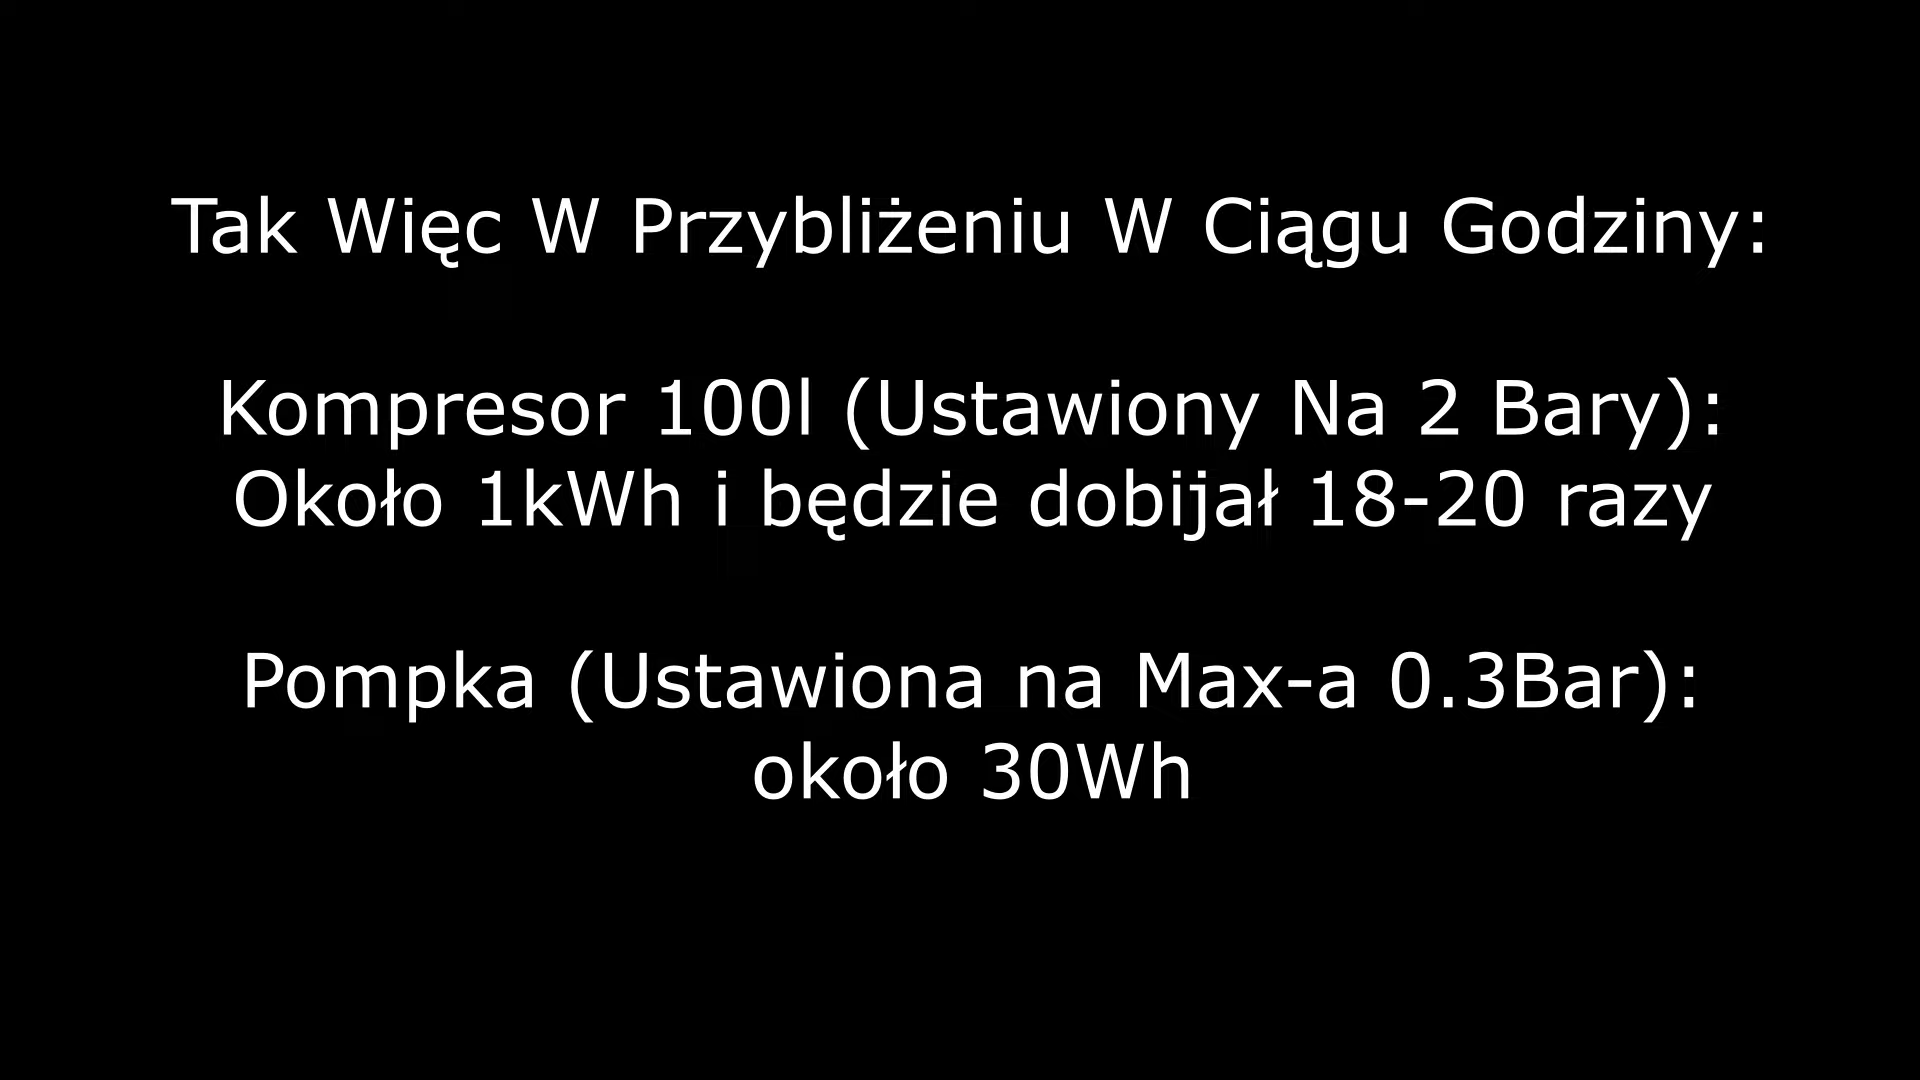 Tak Więc W Przybliżeniu W Ciągu Godziny:
Kompresor 100l (Ustawiony Na 2 Bary):
Około 1kWh i będzie dobijał 18-20 razy
Pompka (Ustawiona na Max-a 0.3Bar):
około 30Wh